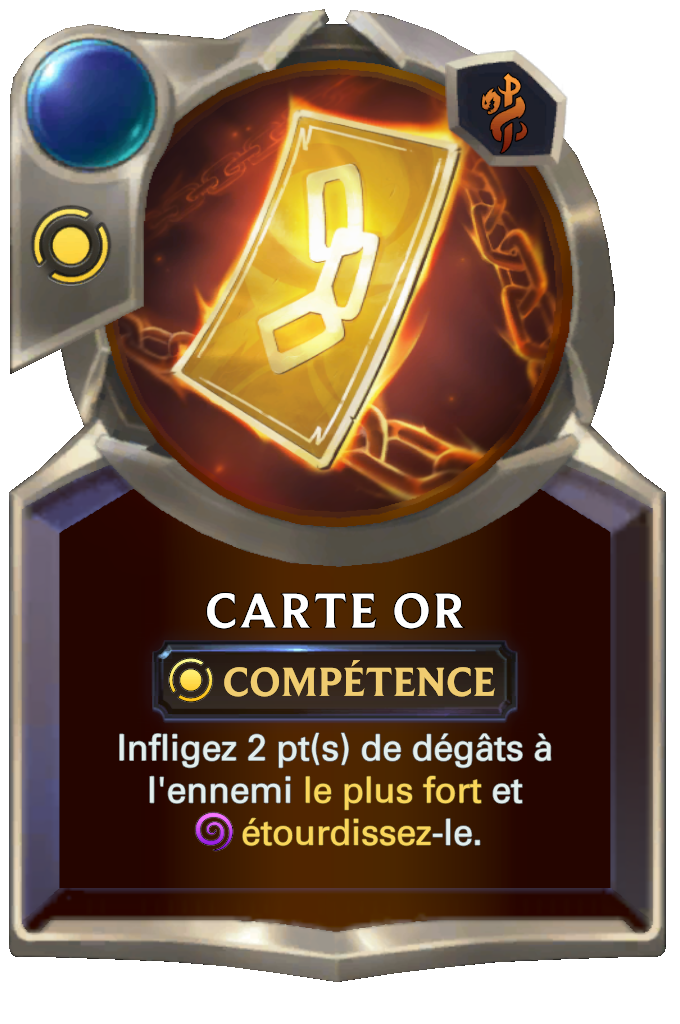 CARTE OR
COMPÉTENCE
Infligez 2 pt(s) de dégâts à
l'ennemi le plus fort et
étourdissez-le.